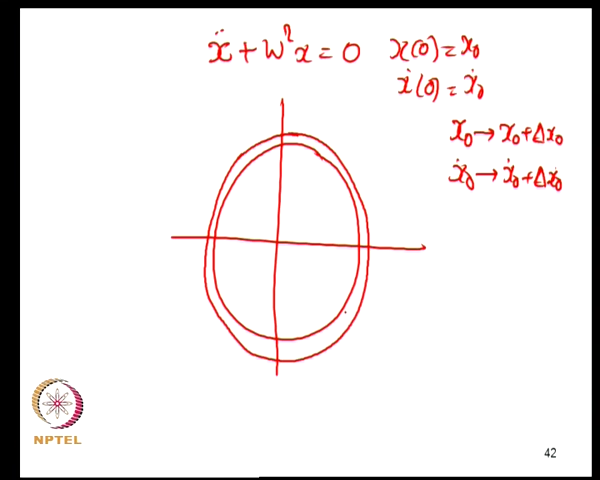 ẍ + ω²x = 0   x(0) = x₀
ẋ(0) = ẋ₀
x₀ → x₀ + Δx₀
ẋ₀ → ẋ₀ + Δẋ₀
NPTEL
42